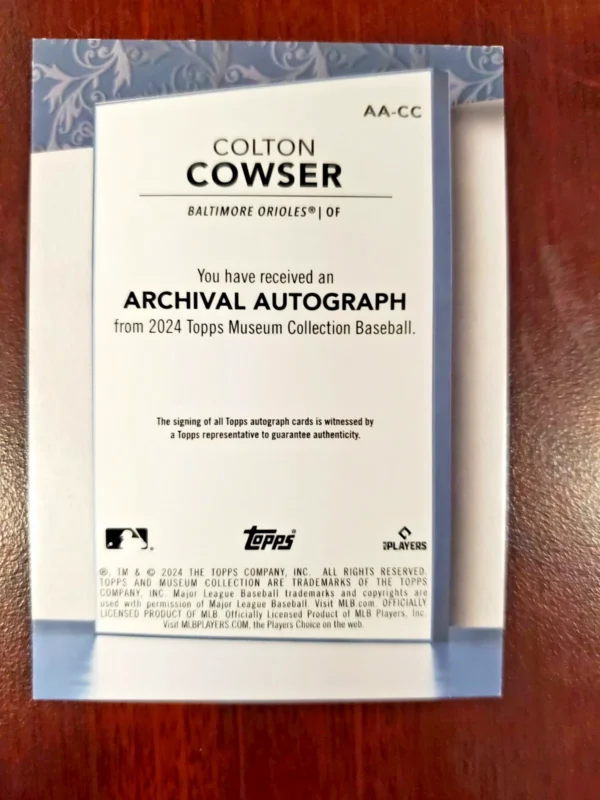 AA-CC
COLTON
COWSER
BALTIMORE ORIOLES® | OF
You have received an
ARCHIVAL AUTOGRAPH
from 2024 Topps Museum Collection Baseball.
The signing of all Topps autograph cards is witnessed by
a Topps representative to guarantee authenticity.
topps®
MLBPLAYERS
®, TM & © 2024 THE TOPPS COMPANY, INC. ALL RIGHTS RESERVED.
TOPPS AND MUSEUM COLLECTION ARE TRADEMARKS OF THE TOPPS
COMPANY, INC. Major League Baseball trademarks and copyrights are
used with permission of Major League Baseball. Visit MLB.com. OFFICIALLY
LICENSED PRODUCT OF MLB. Officially Licensed Product of MLB Players, Inc.
Visit MLBPLAYERS.COM, the Players Choice on the web.